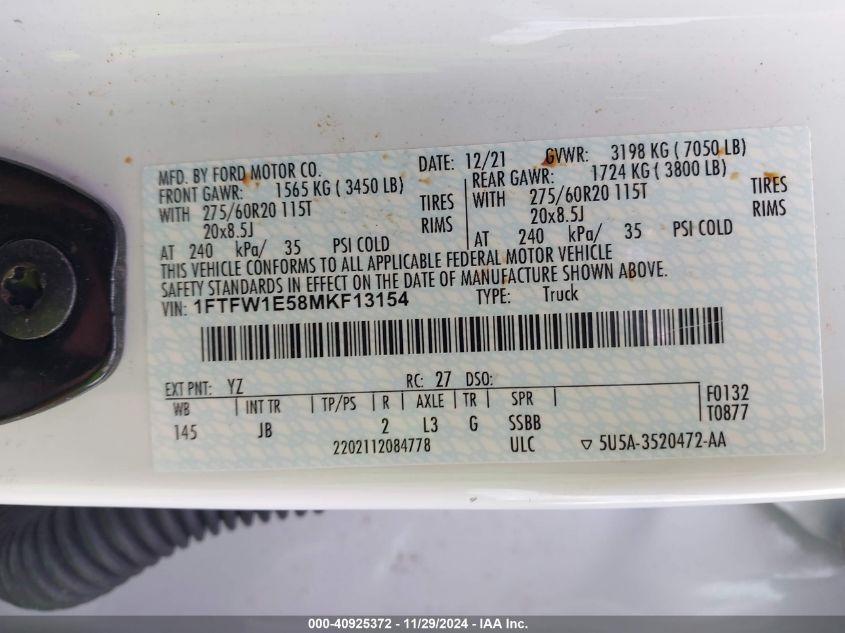 MFD. BY FORD MOTOR CO. DATE: 12/21 GVWR: 3198 KG ( 7050 LB)
FRONT GAWR: 1565 KG ( 3450 LB) REAR GAWR: 1724 KG ( 3800 LB)
WITH 275/60R20 115T TIRES WITH 275/60R20 115T TIRES
20x8.5J RIMS 20x8.5J RIMS
AT 240 kPa/ 35 PSI COLD AT 240 kPa/ 35 PSI COLD
THIS VEHICLE CONFORMS TO ALL APPLICABLE FEDERAL MOTOR VEHICLE
SAFETY STANDARDS IN EFFECT ON THE DATE OF MANUFACTURE SHOWN ABOVE.
VIN: 1FTFW1E58MKF13154 TYPE: Truck
EXT PNT: YZ RC: 27 DSO:
WB INT TR TP/PS R AXLE TR SPR F0132
145 JB 2 L3 G SSBB T0877
2202112084778 ULC ▽ 5U5A-3520472-AA
000-40925372 - 11/29/2024 - IAA Inc.